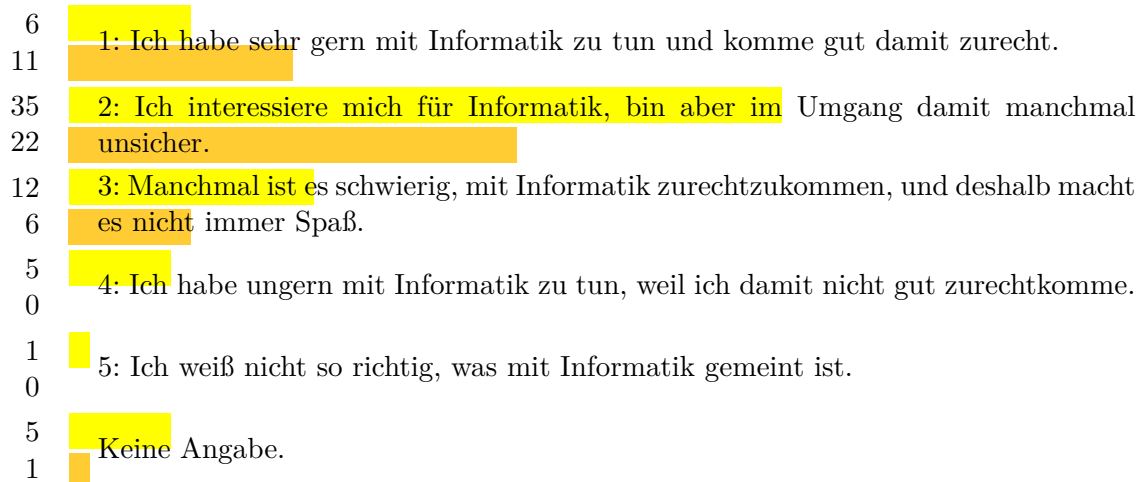 6
1: Ich habe sehr gern mit Informatik zu tun und komme gut damit zurecht.
11
35 2: Ich interessiere mich für Informatik, bin aber im Umgang damit manchmal
22 unsicher.
12 3: Manchmal ist es schwierig, mit Informatik zurechtzukommen, und deshalb macht
6 es nicht immer Spaß.
5
4: Ich habe ungern mit Informatik zu tun, weil ich damit nicht gut zurechtkomme.
0
1
5: Ich weiß nicht so richtig, was mit Informatik gemeint ist.
0
5
Keine Angabe.
1